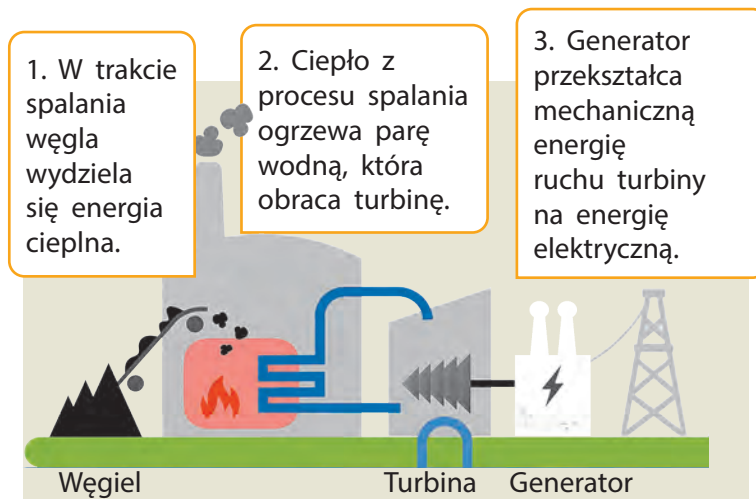 1. W trakcie
spalania
węgla
wydziela
się energia
cieplna.
2. Ciepło z
procesu spalania
ogrzewa parę
wodną, która
obraca turbinę.
3. Generator
przekształca
mechaniczną
energię
ruchu turbiny
na energię
elektryczną.
Węgiel
Turbina
Generator